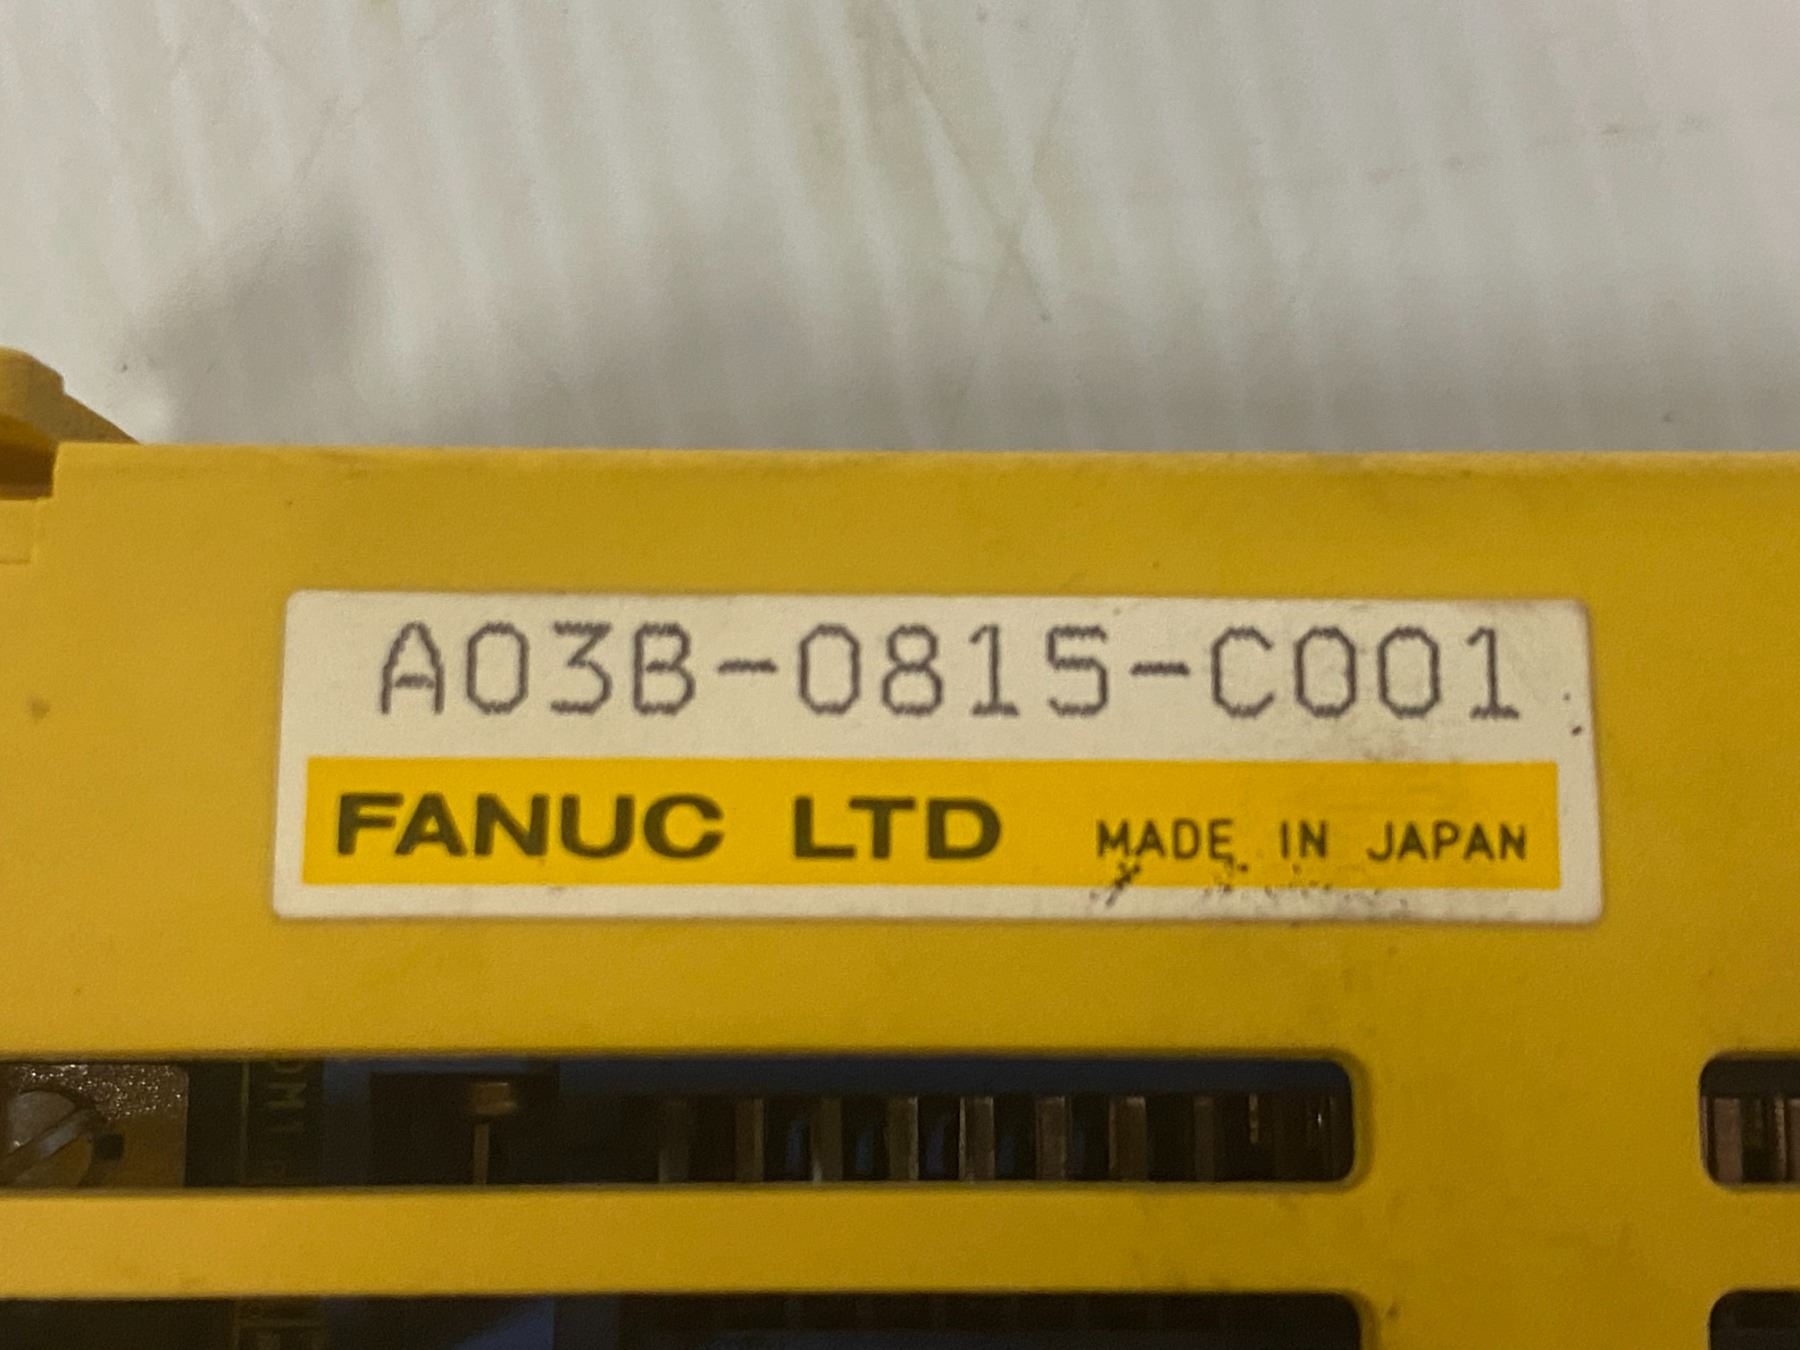 A03B-0815-C001
FANUC LTD MADE IN JAPAN